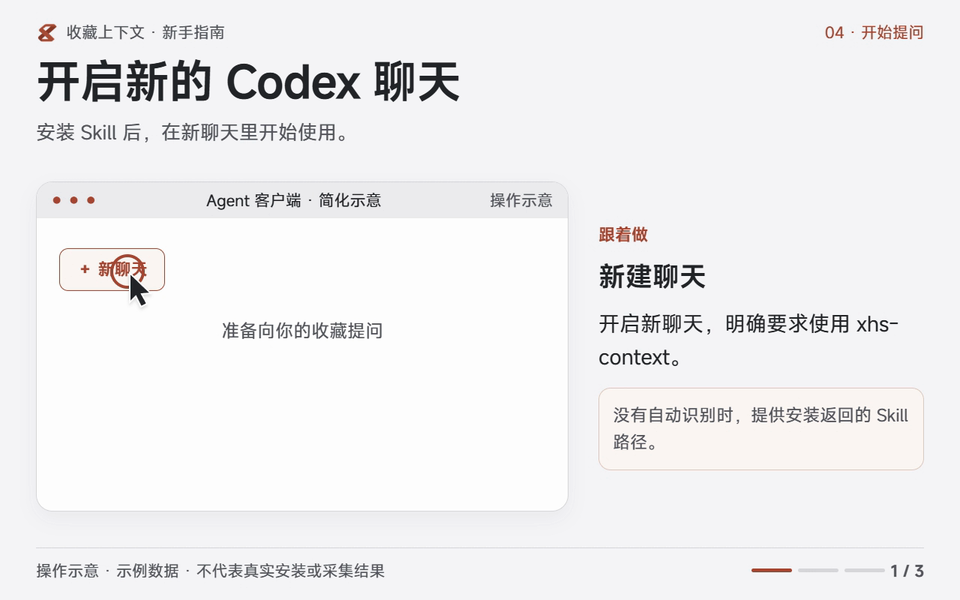 收藏上下文 · 新手指南
04 · 开始提问
开启新的 Codex 聊天
安装 Skill 后，在新聊天里开始使用。
Agent 客户端 · 简化示意
操作示意
+ 新聊天
准备向你的收藏提问
跟着做
新建聊天
开启新聊天，明确要求使用 xhs-
context。
没有自动识别时，提供安装返回的 Skill
路径。
操作示意 · 示例数据 · 不代表真实安装或采集结果
1 / 3